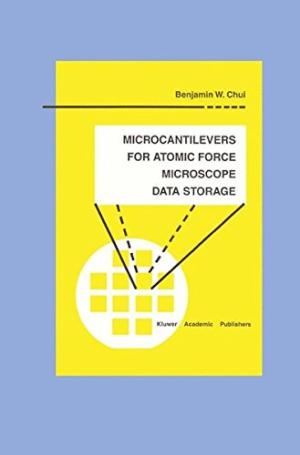 Benjamin W. Chui
MICROCANTILEVERS
FOR ATOMIC FORCE
MICROSCOPE
DATA STORAGE
Kluwer Academic Publishers